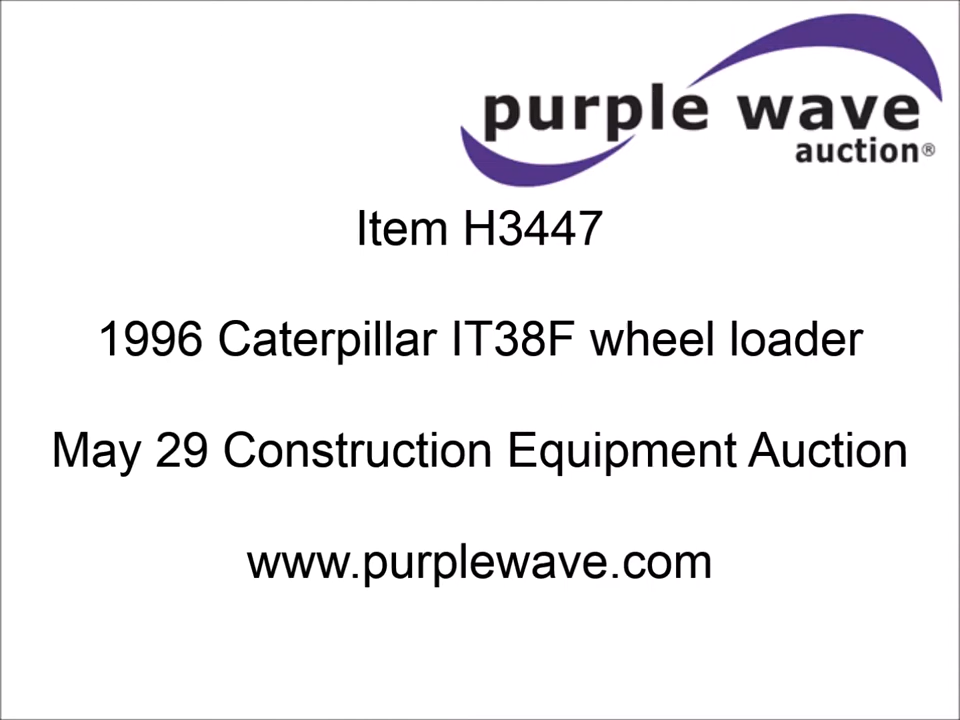 purple wave
auction®
Item H3447
1996 Caterpillar IT38F wheel loader
May 29 Construction Equipment Auction
www.purplewave.com